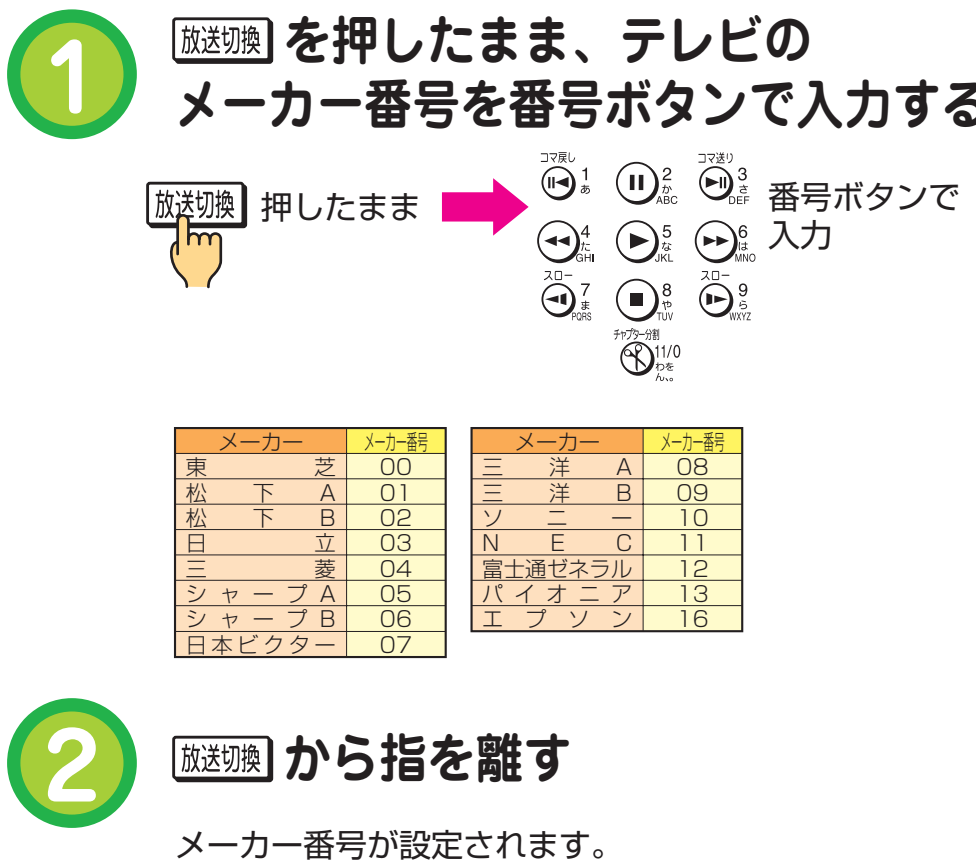 1
放送切換 を押したまま、テレビの
メーカー番号を番号ボタンで入力する
放送切換 押したまま
コマ戻し 1 あ
2 か ABC
コマ送り 3 さ DEF
4 た GHI
5 な JKL
6 は MNO
スロー 7 ま PQRS
8 や TUV
スロー 9 ら WXYZ
チャプター分割 11/0 わをん、。
番号ボタンで
入力
メーカー メーカー番号
東芝 00
松下A 01
松下B 02
日立 03
三菱 04
シャープA 05
シャープB 06
日本ビクター 07
メーカー メーカー番号
三洋A 08
三洋B 09
ソニー 10
NEC 11
富士通ゼネラル 12
パイオニア 13
エプソン 16
2
放送切換 から指を離す
メーカー番号が設定されます。